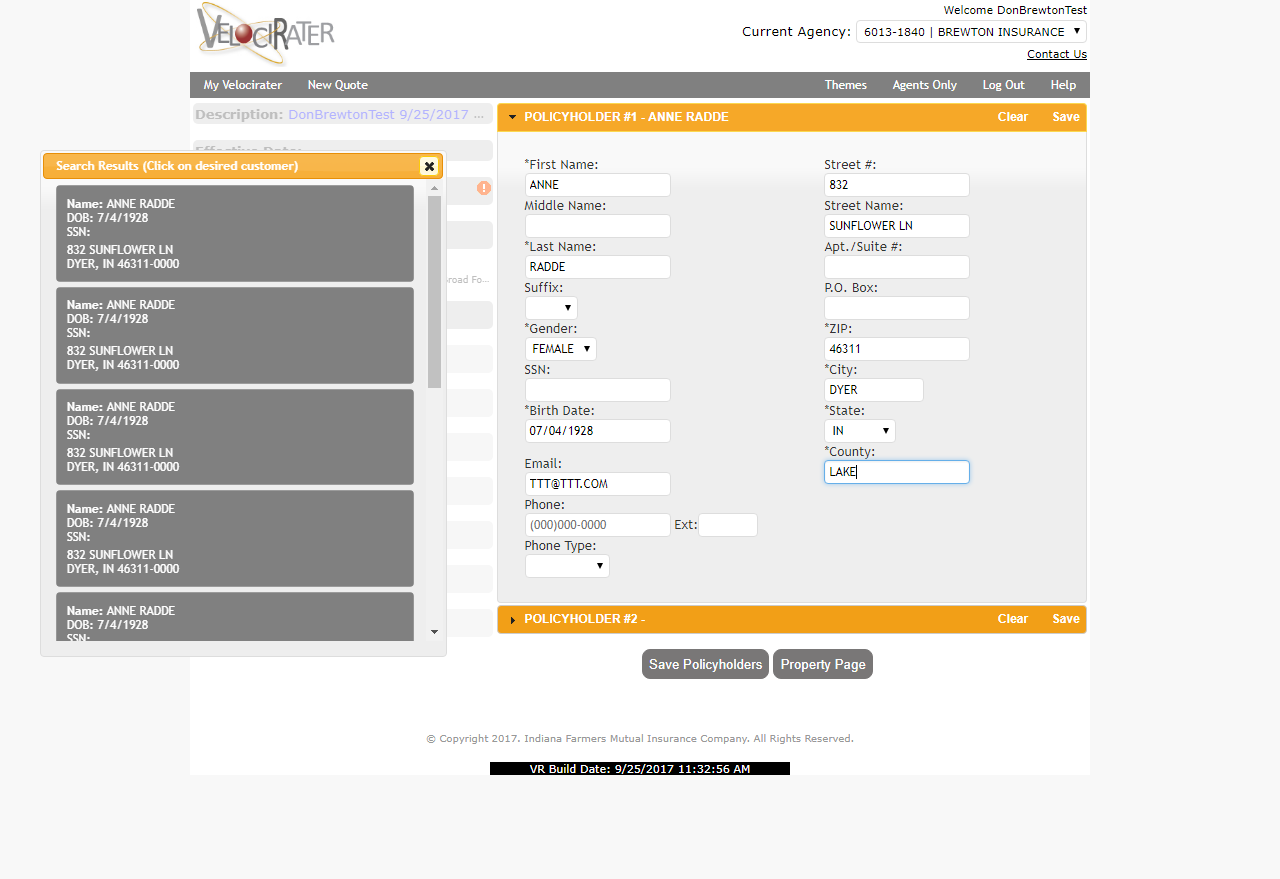 VELOCIRATER
Welcome DonBrewtonTest
Current Agency: 6013-1840 | BREWTON INSURANCE
Contact Us
My Velocirater New Quote Themes Agents Only Log Out Help
Description: DonBrewtonTest 9/25/2017 ...
Effective Date:
road Fo...
Search Results (Click on desired customer)
Name: ANNE RADDE
DOB: 7/4/1928
SSN:
832 SUNFLOWER LN
DYER, IN 46311-0000
Name: ANNE RADDE
DOB: 7/4/1928
SSN:
832 SUNFLOWER LN
DYER, IN 46311-0000
Name: ANNE RADDE
DOB: 7/4/1928
SSN:
832 SUNFLOWER LN
DYER, IN 46311-0000
Name: ANNE RADDE
DOB: 7/4/1928
SSN:
832 SUNFLOWER LN
DYER, IN 46311-0000
Name: ANNE RADDE
DOB: 7/4/1928
SSN:
POLICYHOLDER #1 - ANNE RADDE Clear Save
*First Name:
ANNE
Middle Name:
*Last Name:
RADDE
Suffix:
*Gender:
FEMALE
SSN:
*Birth Date:
07/04/1928
Email:
TTT@TTT.COM
Phone:
(000)000-0000 Ext:
Phone Type:
Street #:
832
Street Name:
SUNFLOWER LN
Apt./Suite #:
P.O. Box:
*ZIP:
46311
*City:
DYER
*State:
IN
*County:
LAKE
POLICYHOLDER #2 - Clear Save
Save Policyholders Property Page
© Copyright 2017. Indiana Farmers Mutual Insurance Company. All Rights Reserved.
VR Build Date: 9/25/2017 11:32:56 AM